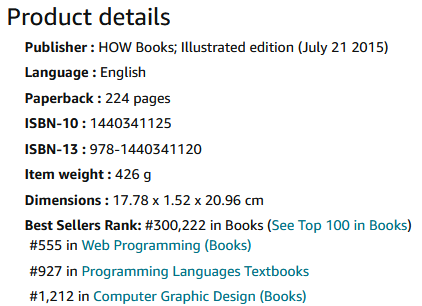 Product details
Publisher : HOW Books; Illustrated edition (July 21 2015)
Language : English
Paperback : 224 pages
ISBN-10 : 1440341125
ISBN-13 : 978-1440341120
Item weight : 426 g
Dimensions : 17.78 x 1.52 x 20.96 cm
Best Sellers Rank: #300,222 in Books (See Top 100 in Books)
#555 in Web Programming (Books)
#927 in Programming Languages Textbooks
#1,212 in Computer Graphic Design (Books)